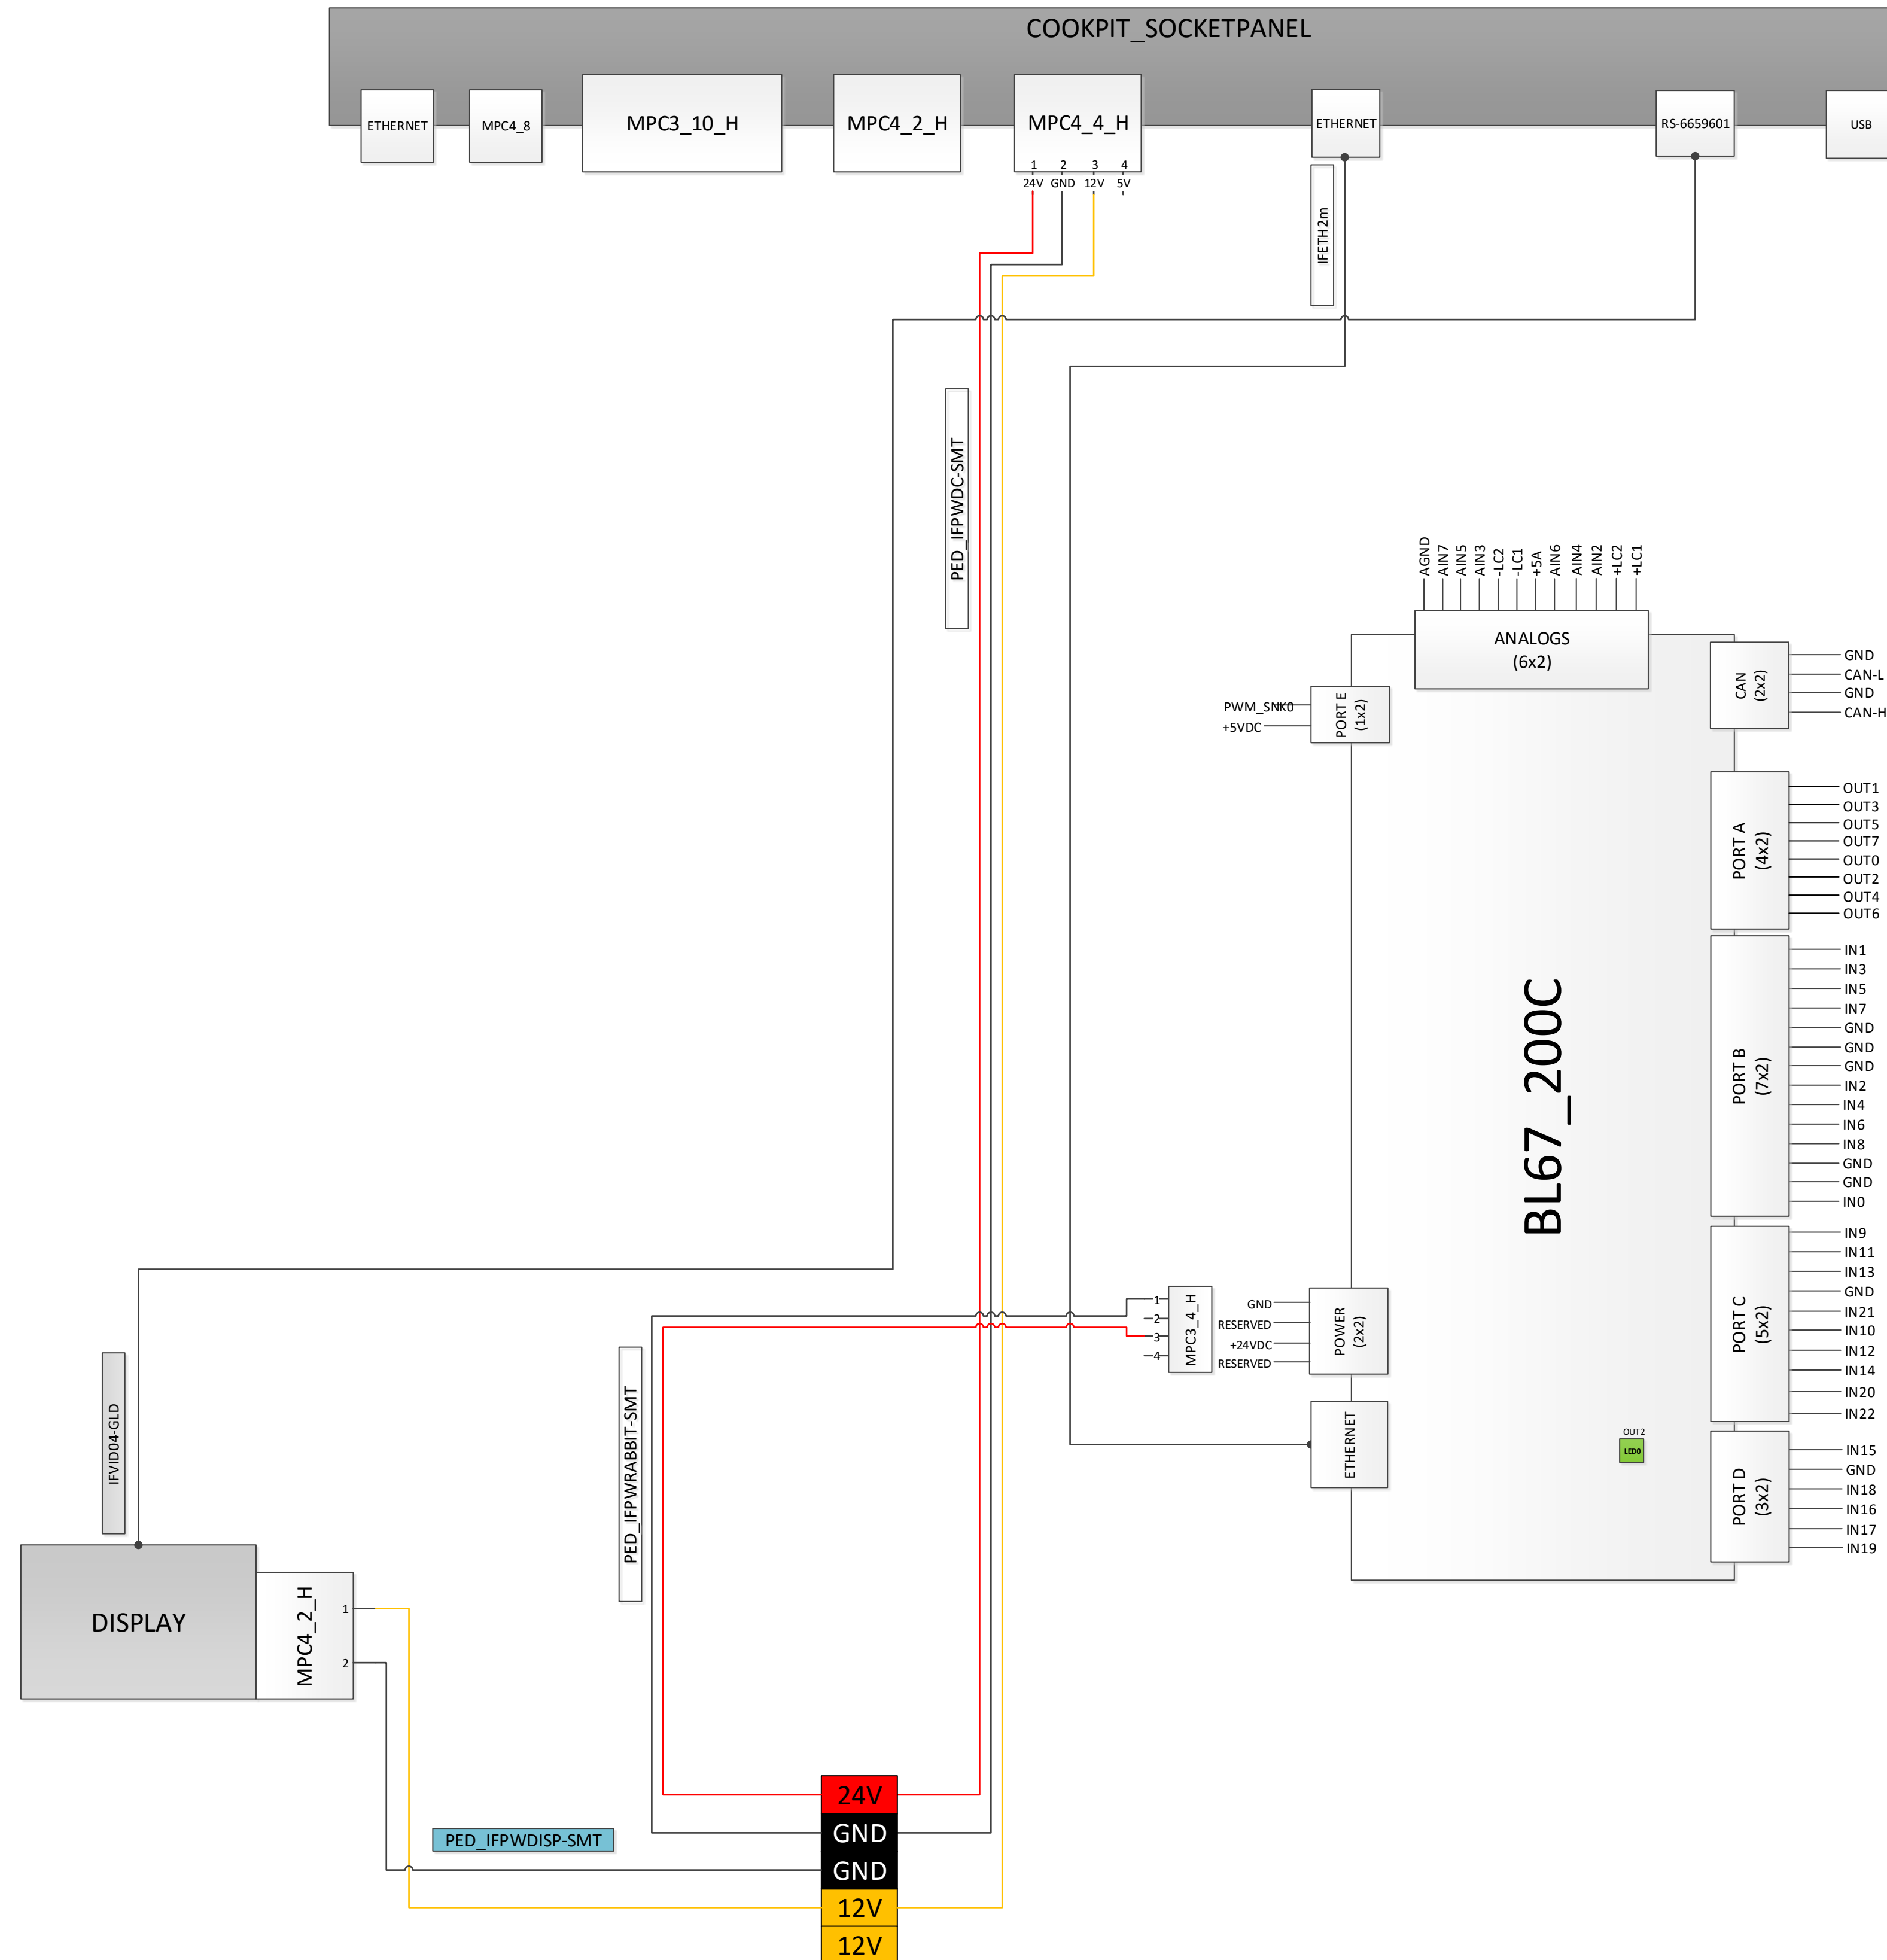 COOKPIT_SOCKETPANEL
ETHERNET
MPC4_8
MPC3_10_H
MPC4_2_H
MPC4_4_H
ETHERNET
RS-6659601
USB
1 2 3 4
24V GND 12V 5V
IFETH2m
PED_IFPWDC-SMT
AGND
AIN7
AIN5
AIN3
-LC2
-LC1
+5A
AIN6
AIN4
AIN2
+LC2
+LC1
ANALOGS
(6x2)
PWM_SNK0
+5VDC
PORT E
(1x2)
CAN
(2x2)
GND
CAN-L
GND
CAN-H
PORT A
(4x2)
OUT1
OUT3
OUT5
OUT7
OUT0
OUT2
OUT4
OUT6
BL67_200C
PORT B
(7x2)
IN1
IN3
IN5
IN7
GND
GND
GND
IN2
IN4
IN6
IN8
GND
GND
IN0
PORT C
(5x2)
IN9
IN11
IN13
GND
IN21
IN10
IN12
IN14
IN20
IN22
1
2
3
4
MPC3_4_H
GND
RESERVED
+24VDC
RESERVED
POWER
(2x2)
ETHERNET
OUT2
LED0
PORT D
(3x2)
IN15
GND
IN18
IN16
IN17
IN19
IFVID04-GLD
PED_IFPWRABBIT-SMT
DISPLAY
MPC4_2_H
1
2
PED_IFPWDISP-SMT
24V
GND
GND
12V
12V